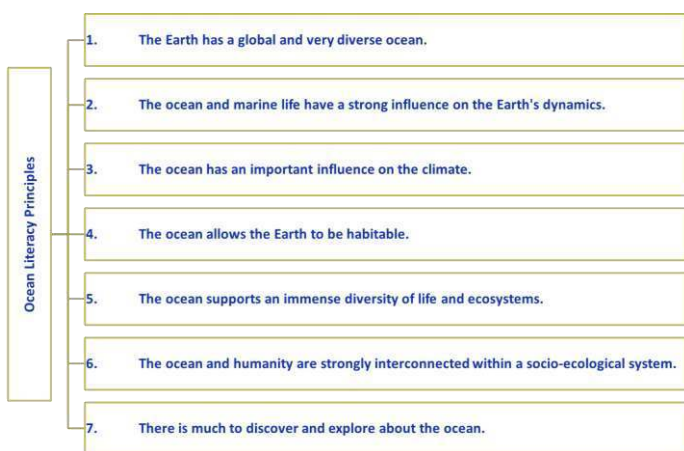 Ocean Literacy Principles
1. The Earth has a global and very diverse ocean.
2. The ocean and marine life have a strong influence on the Earth's dynamics.
3. The ocean has an important influence on the climate.
4. The ocean allows the Earth to be habitable.
5. The ocean supports an immense diversity of life and ecosystems.
6. The ocean and humanity are strongly interconnected within a socio-ecological system.
7. There is much to discover and explore about the ocean.